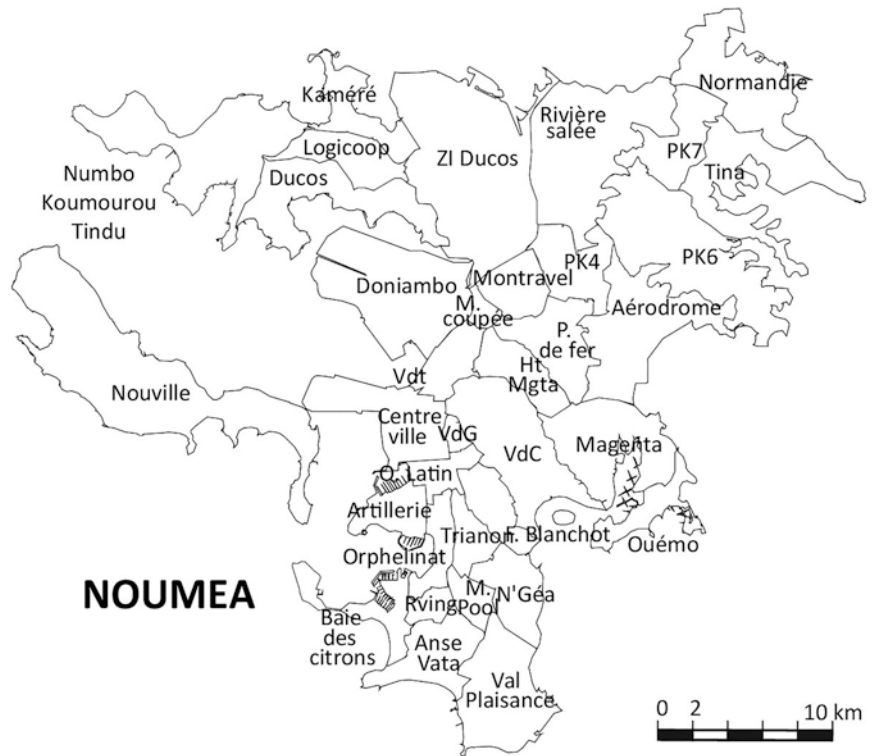 Normandie
Kaméré
Rivière
salée
Logicoop
ZI Ducos
PK7
Numbo
Koumourou
Tindu
Ducos
Tina
PK6
PK4
Doniambo
Montravel
M.
coupée
Aérodrome
P.
de fer
Ht
Mgta
Vdt
Nouville
Centre
ville
VdG
VdC
Magenta
Q. Latin
Artillerie
Trianon
F. Blanchot
Ouémo
Orphelinat
NOUMEA
Rving
M.
Pool
N'Géa
Baie
des
citrons
Anse
Vata
Val
Plaisance
0 2 10 km